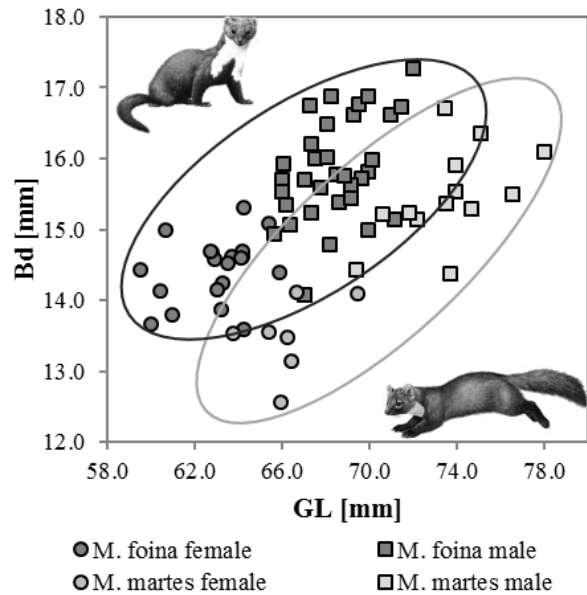 18.0
17.0
16.0
15.0
14.0
13.0
12.0
Bd [mm]
58.0 62.0 66.0 70.0 74.0 78.0
GL [mm]
M. foina female M. foina male
M. martes female M. martes male